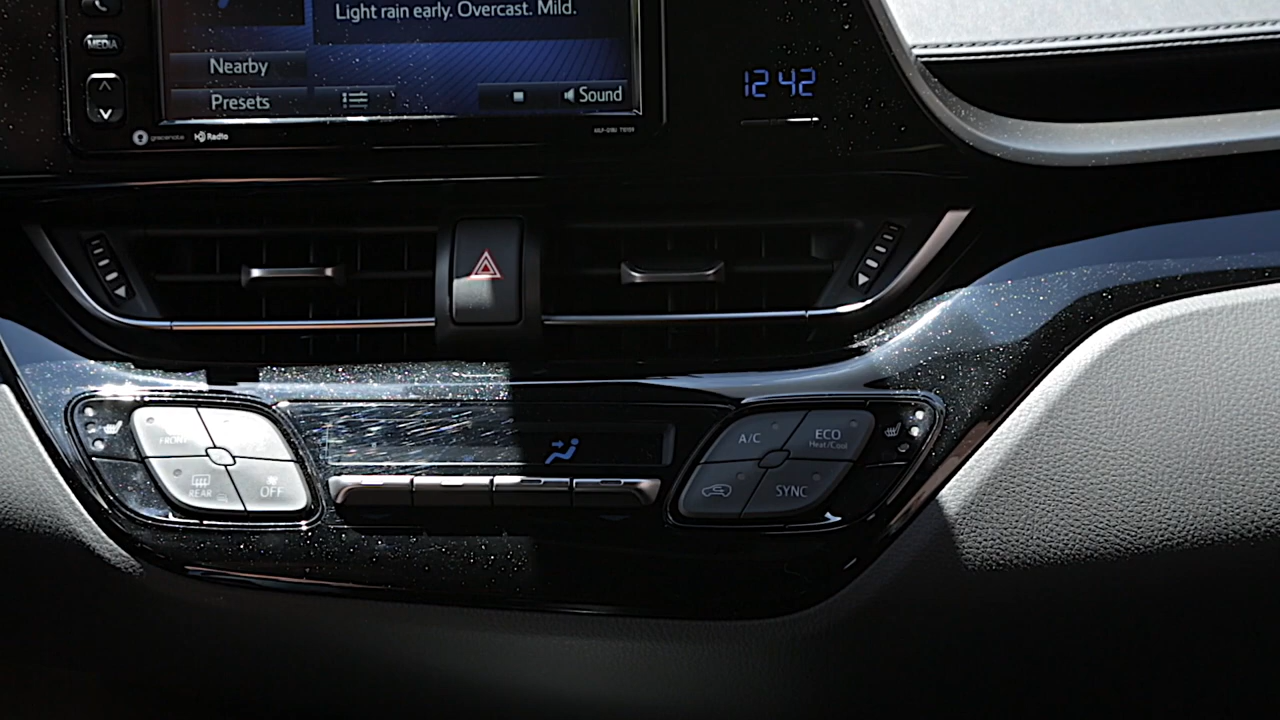 Light rain early. Overcast. Mild.
MEDIA
Nearby
Presets
Sound
12:42
gracenote
HD Radio
FRONT
REAR
OFF
A/C
ECO
Heat/Cool
SYNC